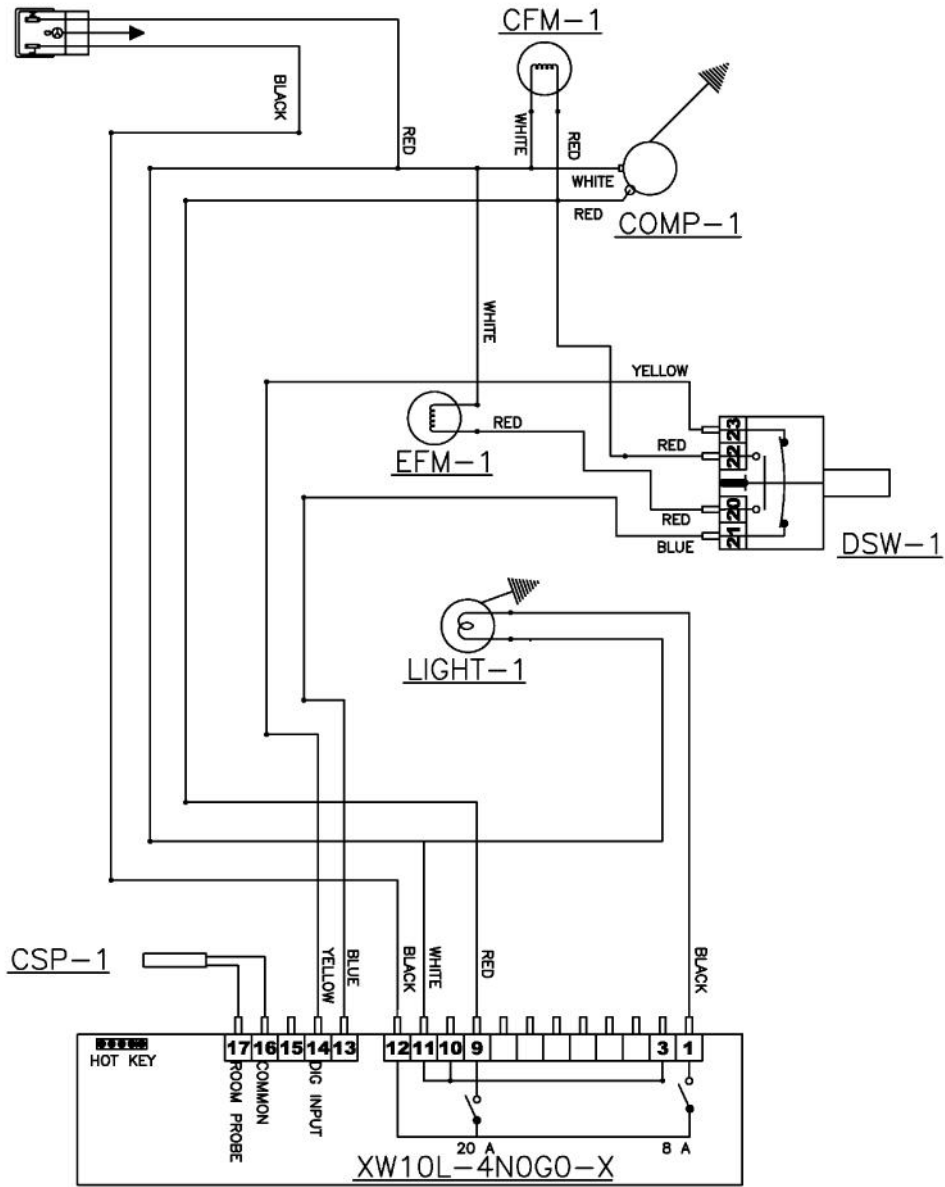 CFM-1
BLACK
RED
WHITE
RED
WHITE
RED
COMP-1
WHITE
YELLOW
RED
EFM-1
RED
RED
BLUE
23
22
20
21
DSW-1
LIGHT-1
CSP-1
YELLOW
BLUE
BLACK
WHITE
RED
BLACK
HOT KEY
17 16 15 14 13 12 11 10 9 3 1
ROOM PROBE
COMMON
DIG INPUT
20 A
8 A
XW10L-4N0G0-X